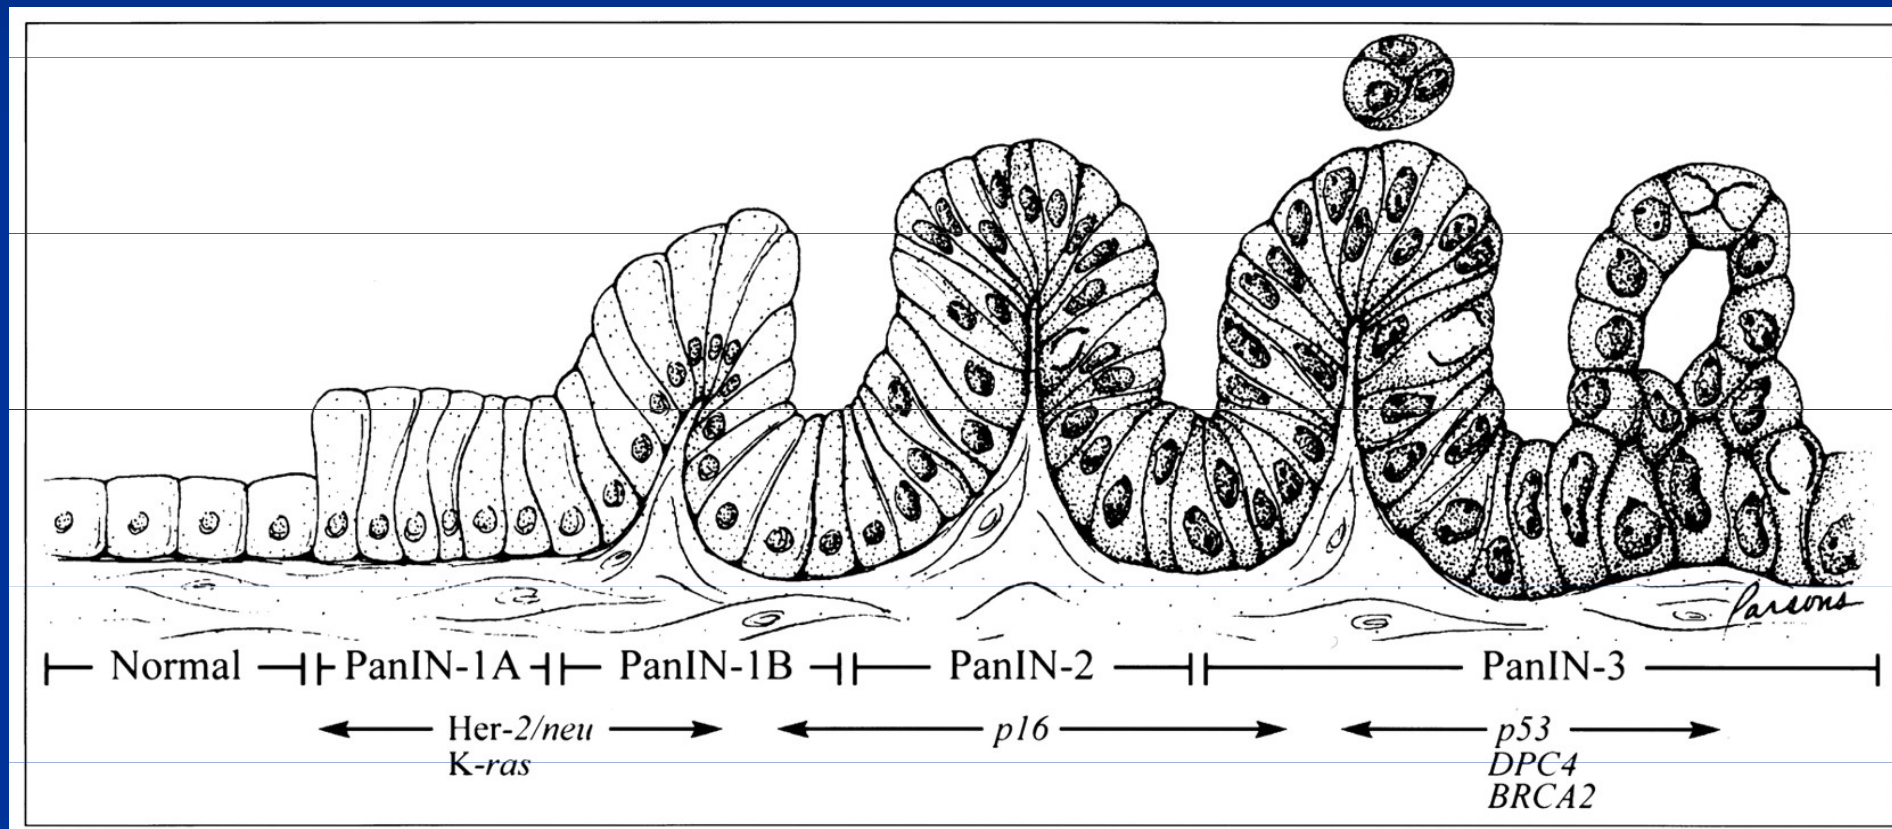 Parsons
Normal PanIN-1A PanIN-1B PanIN-2 PanIN-3
Her-2/neu p16 p53
K-ras DPC4
BRCA2